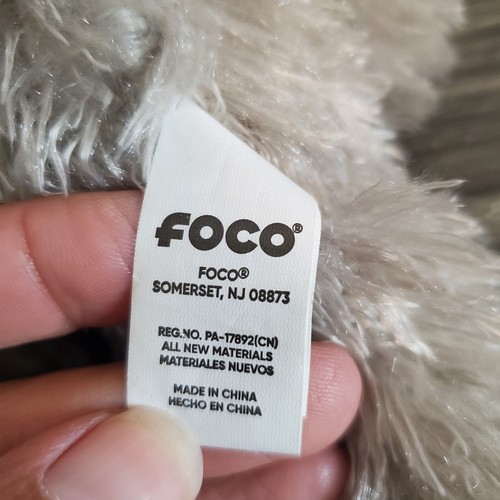 FOCO®
FOCO®
SOMERSET, NJ 08873
REG.NO. PA-17892(CN)
ALL NEW MATERIALS
MATERIALES NUEVOS
MADE IN CHINA
HECHO EN CHINA